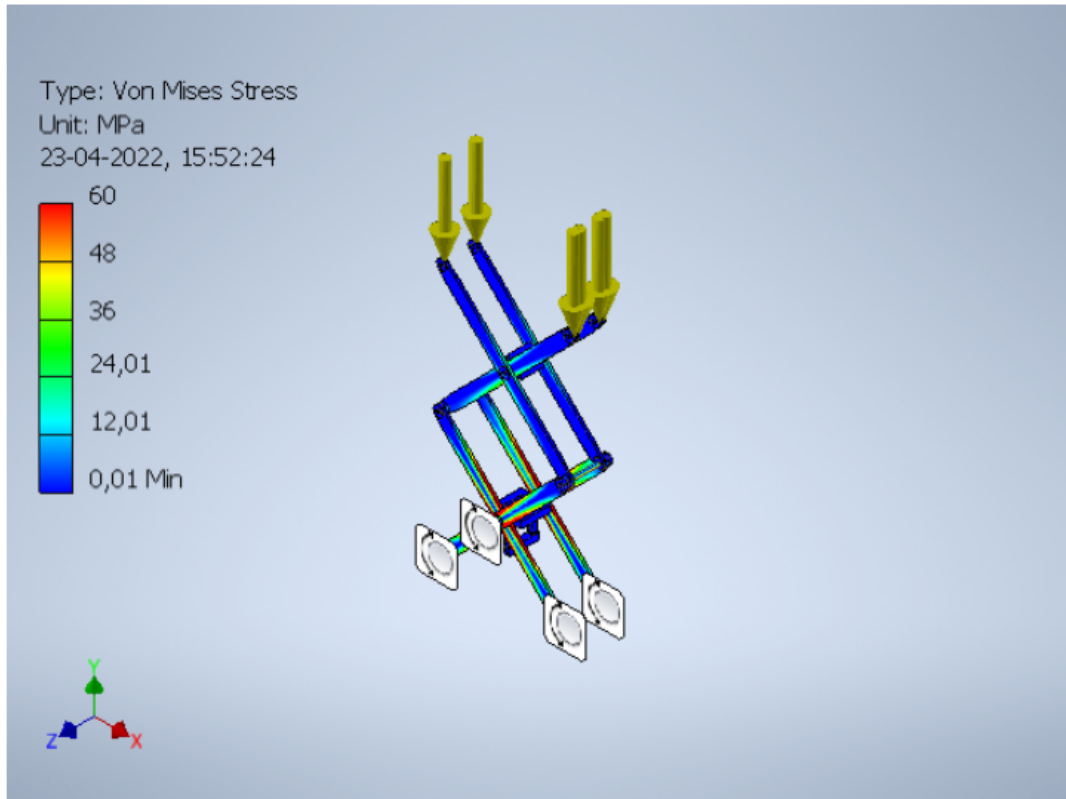 Type: Von Mises Stress
Unit: MPa
23-04-2022, 15:52:24
60
48
36
24,01
12,01
0,01 Min
Y
Z
X